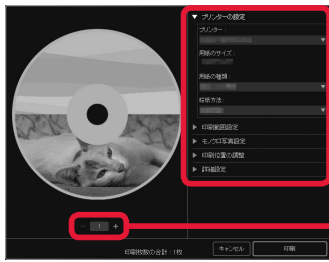 ▼ プリンターの設定
プリンター :
用紙のサイズ :
用紙の種類 :
給紙方法 :
▶ 印刷範囲設定
▶ モノクロ写真設定
▶ 印刷位置の調整
▶ 詳細設定
− 1 +
印刷枚数の合計 : 1枚
キャンセル
印刷